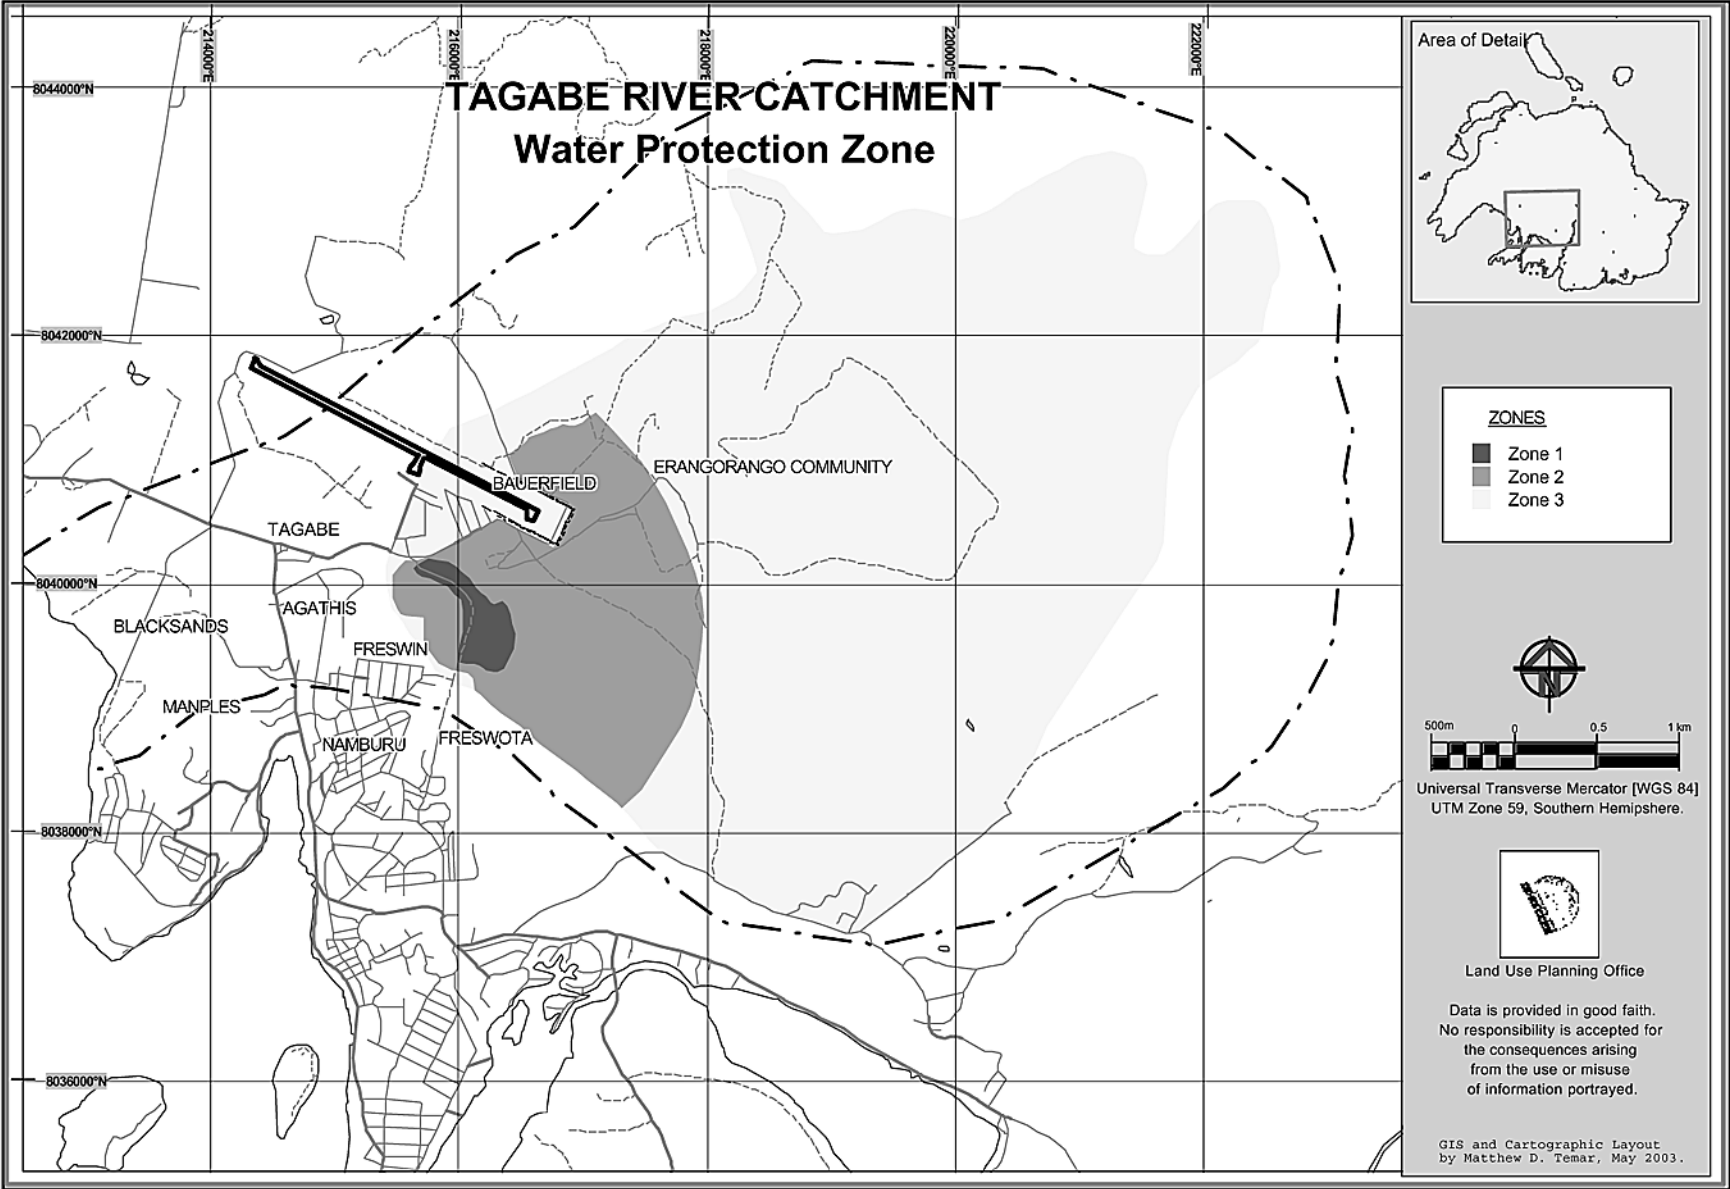 214000°E
216000°E
218000°E
220000°E
222000°E
8044000°N
TAGABE RIVER CATCHMENT
Water Protection Zone
8042000°N
BAUERFIELD
ERANGORANGO COMMUNITY
TAGABE
8040000°N
AGATHIS
BLACKSANDS
FRESWIN
MANPLES
NAMBURU
FRESWOTA
8038000°N
8036000°N
Area of Detail
ZONES
Zone 1
Zone 2
Zone 3
N
500m 0 0.5 1 km
Universal Transverse Mercator [WGS 84]
UTM Zone 59, Southern Hemipshere.
Land Use Planning Office
Data is provided in good faith.
No responsibility is accepted for
the consequences arising
from the use or misuse
of information portrayed.
GIS and Cartographic Layout
by Matthew D. Temar, May 2003.